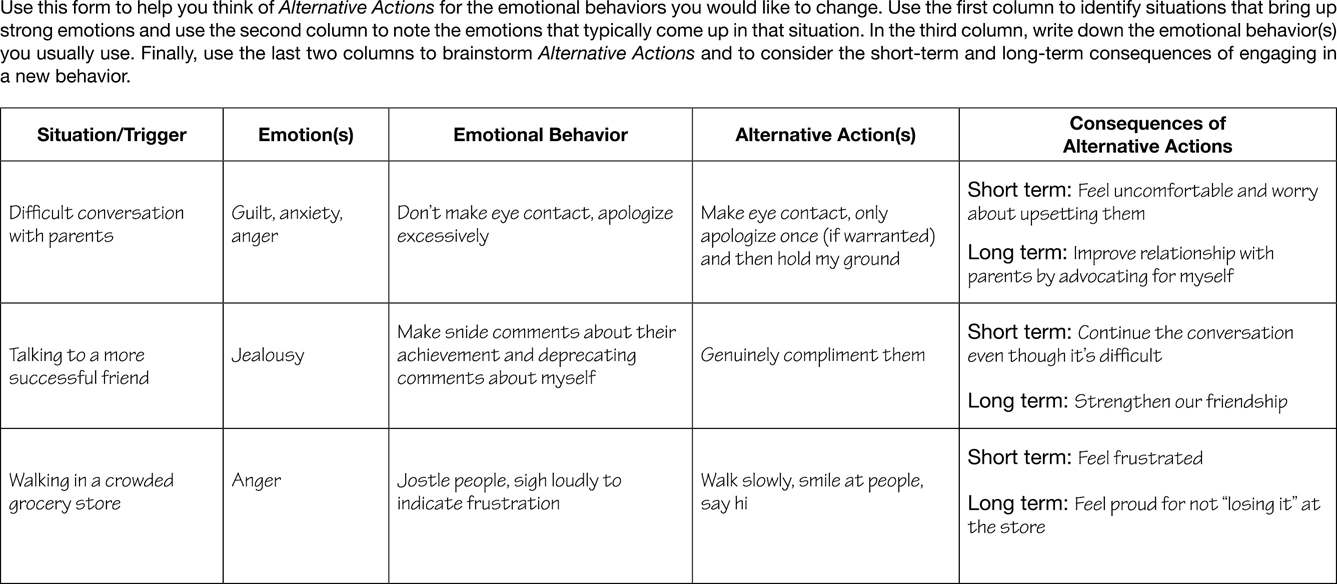 Use this form to help you think of Alternative Actions for the emotional behaviors you would like to change. Use the first column to identify situations that bring up
strong emotions and use the second column to note the emotions that typically come up in that situation. In the third column, write down the emotional behavior(s)
you usually use. Finally, use the last two columns to brainstorm Alternative Actions and to consider the short-term and long-term consequences of engaging in
a new behavior.
Situation/Trigger
Emotion(s)
Emotional Behavior
Alternative Action(s)
Consequences of
Alternative Actions
Difficult conversation
with parents
Guilt, anxiety,
anger
Don't make eye contact, apologize
excessively
Make eye contact, only
apologize once (if warranted)
and then hold my ground
Short term: Feel uncomfortable and worry
about upsetting them
Long term: Improve relationship with
parents by advocating for myself
Talking to a more
successful friend
Jealousy
Make snide comments about their
achievement and deprecating
comments about myself
Genuinely compliment them
Short term: Continue the conversation
even though it's difficult
Long term: Strengthen our friendship
Walking in a crowded
grocery store
Anger
Jostle people, sigh loudly to
indicate frustration
Walk slowly, smile at people,
say hi
Short term: Feel frustrated
Long term: Feel proud for not "losing it" at
the store